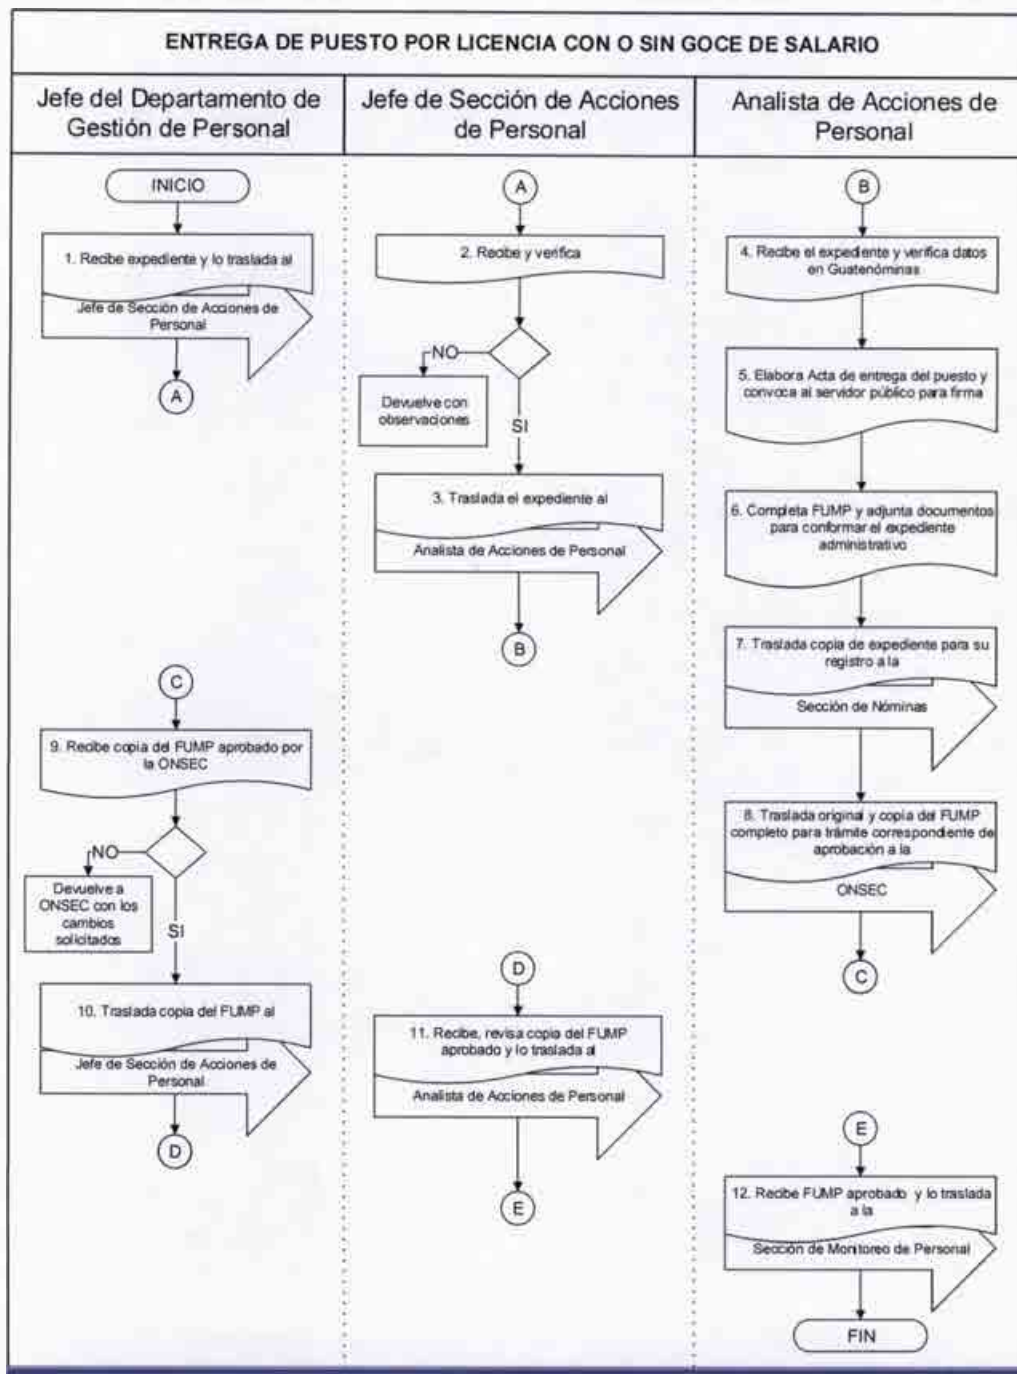 ENTREGA DE PUESTO POR LICENCIA CON O SIN GOCE DE SALARIO
Jefe del Departamento de
Gestión de Personal
INICIO
1. Recibe expediente y lo traslada al
Jefe de Sección de Acciones de
Personal
A
C
9. Recibe copia del FUMP aprobado por
la ONSEC
NO
Devuelve a
ONSEC con los
cambios
solicitados
SI
10. Traslada copia del FUMP al
Jefe de Sección de Acciones de
Personal
D
Jefe de Sección de Acciones
de Personal
A
2. Recibe y verifica
NO
Devuelve con
observaciones
SI
3. Traslada el expediente al
Analista de Acciones de Personal
B
D
11. Recibe, revisa copia del FUMP
aprobado y lo traslada al
Analista de Acciones de Personal
E
Analista de Acciones de
Personal
B
4. Recibe el expediente y verifica datos
en Guatenóminas
5. Elabora Acta de entrega del puesto y
convoca al servidor público para firma
6. Completa FUMP y adjunta documentos
para conformar el expediente
administrativo
7. Traslada copia de expediente para su
registro a la
Sección de Nóminas
8. Traslada original y copia del FUMP
completo para trámite correspondiente de
aprobación a la
ONSEC
C
E
12. Recibe FUMP aprobado y lo traslada
a la
Sección de Monitoreo de Personal
FIN